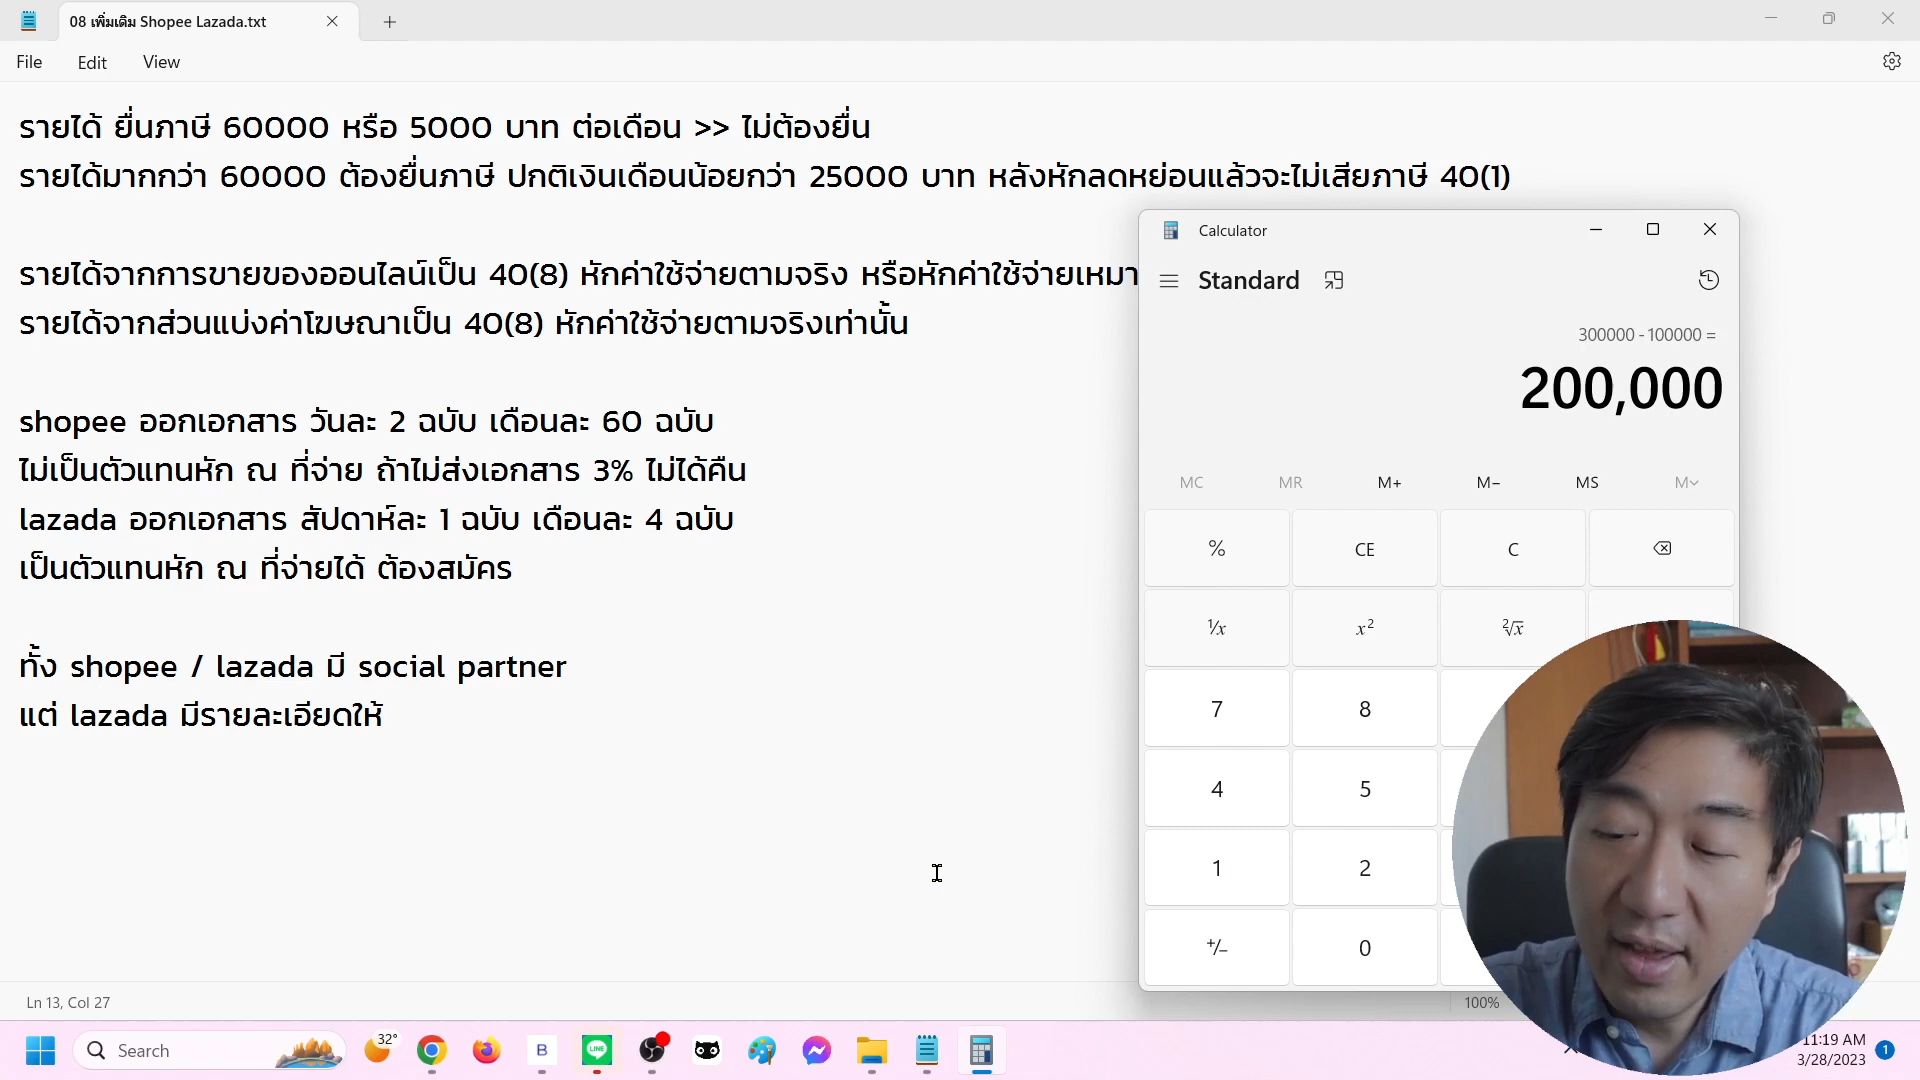 08 เพิ่มเติม Shopee Lazada.txt
File Edit View
รายได้ ยื่นภาษี 60000 หรือ 5000 บาท ต่อเดือน >> ไม่ต้องยื่น
รายได้มากกว่า 60000 ต้องยื่นภาษี ปกติเงินเดือนน้อยกว่า 25000 บาท หลังหักลดหย่อนแล้วจะไม่เสียภาษี 40(1)
รายได้จากการขายของออนไลน์เป็น 40(8) หักค่าใช้จ่ายตามจริง หรือหักค่าใช้จ่ายเหมา
รายได้จากส่วนแบ่งค่าโฆษณาเป็น 40(8) หักค่าใช้จ่ายตามจริงเท่านั้น
shopee ออกเอกสาร วันละ 2 ฉบับ เดือนละ 60 ฉบับ
ไม่เป็นตัวแทนหัก ณ ที่จ่าย ถ้าไม่ส่งเอกสาร 3% ไม่ได้คืน
lazada ออกเอกสาร สัปดาห์ละ 1 ฉบับ เดือนละ 4 ฉบับ
เป็นตัวแทนหัก ณ ที่จ่ายได้ ต้องสมัคร
ทั้ง shopee / lazada มี social partner
แต่ lazada มีรายละเอียดให้
Calculator
Standard
300000 - 100000 =
200,000
MC MR M+ M- MS M
% CE C
1/x x2 2√x
7 8
4 5
1 2
+/- 0
Ln 13, Col 27
100%
Search
32°
B
LINE
11:19 AM
3/28/2023
1